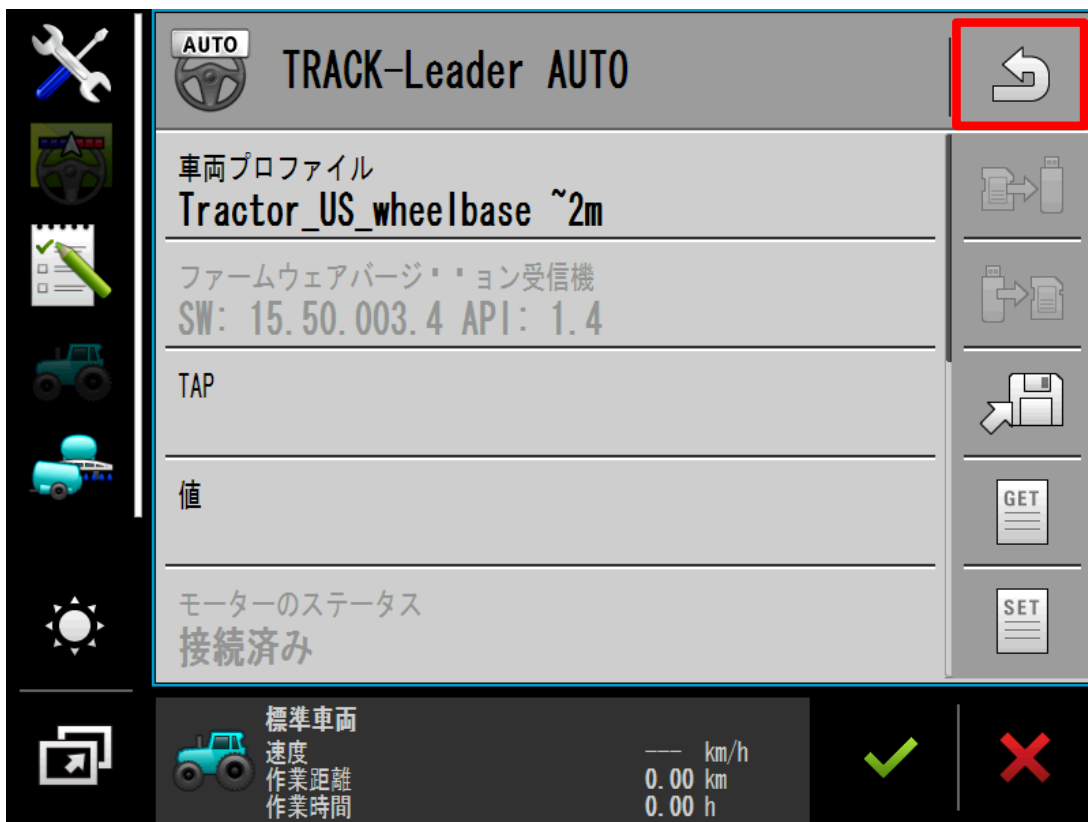 AUTO
TRACK-Leader AUTO
車両プロファイル
Tractor_US_wheelbase ~2m
ファームウェアバージ・・ョン受信機
SW: 15.50.003.4 API: 1.4
TAP
値
GET
モーターのステータス
接続済み
SET
標準車両
速度 --- km/h
作業距離 0.00 km
作業時間 0.00 h